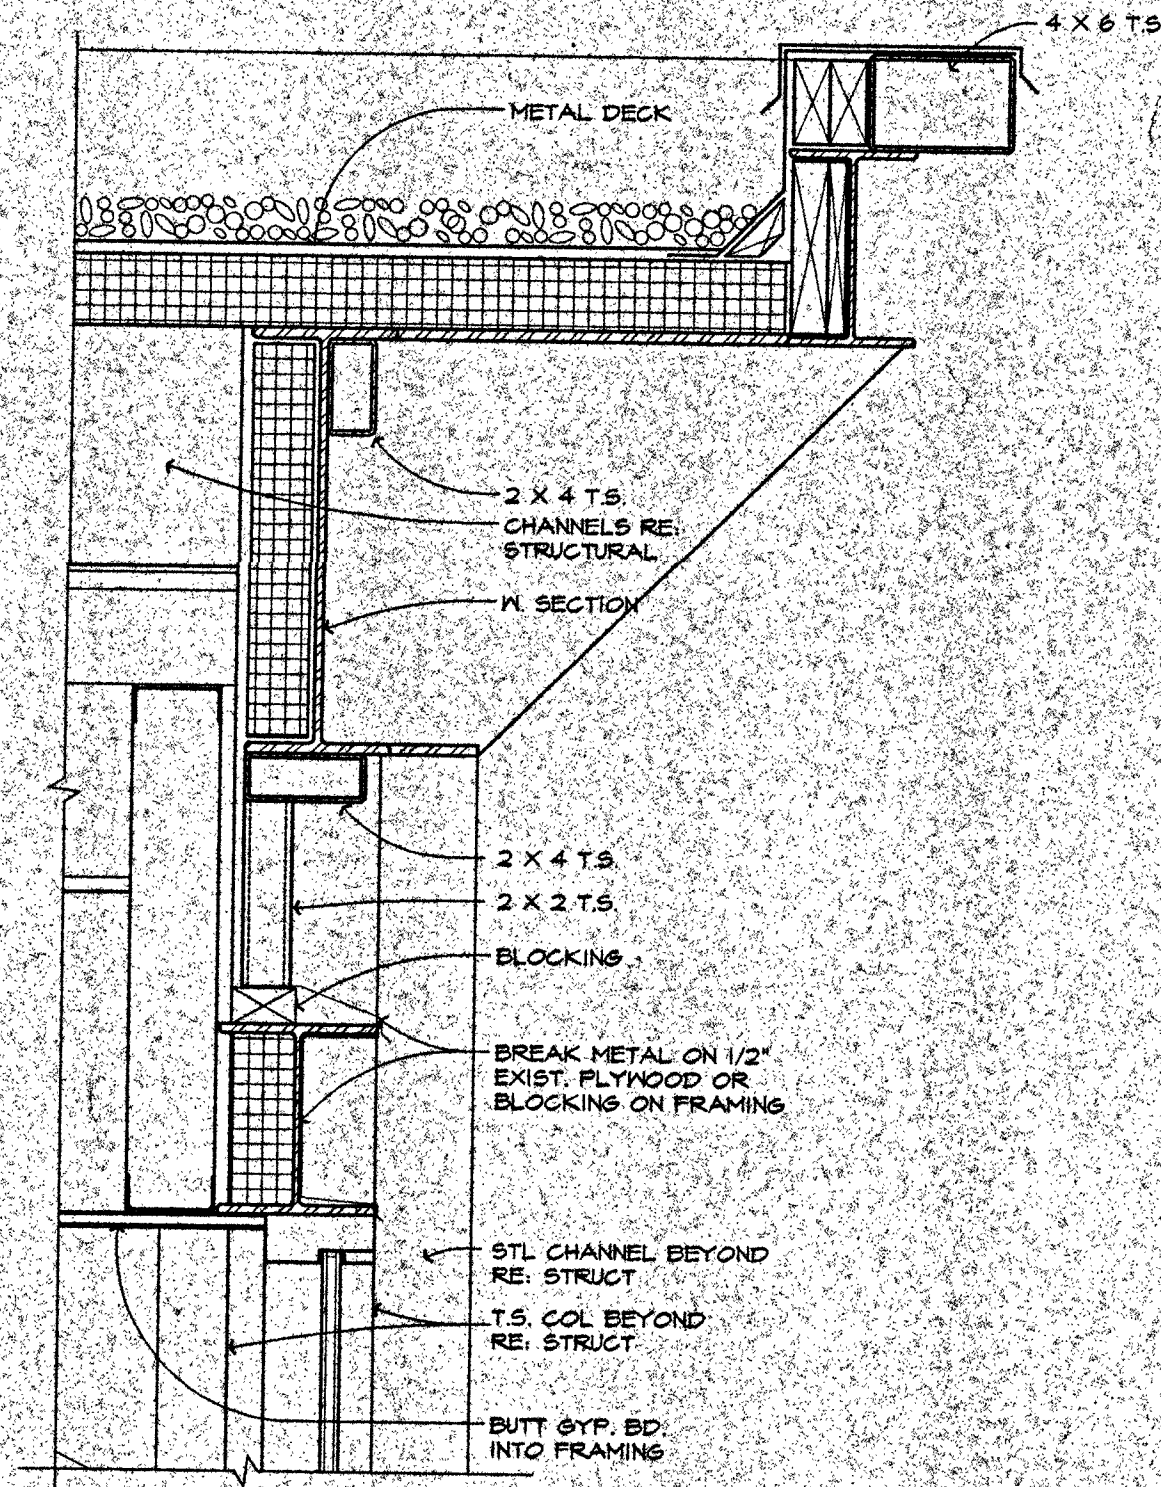 4 X 6 T.S
METAL DECK
2 X 4 T.S.
CHANNELS RE:
STRUCTURAL
W. SECTION
2 X 4 T.S.
2 X 2 T.S.
BLOCKING
BREAK METAL ON 1/2"
EXIST. PLYWOOD OR
BLOCKING ON FRAMING
STL CHANNEL BEYOND
RE: STRUCT
T.S. COL BEYOND
RE: STRUCT
BUTT GYP. BD.
INTO FRAMING